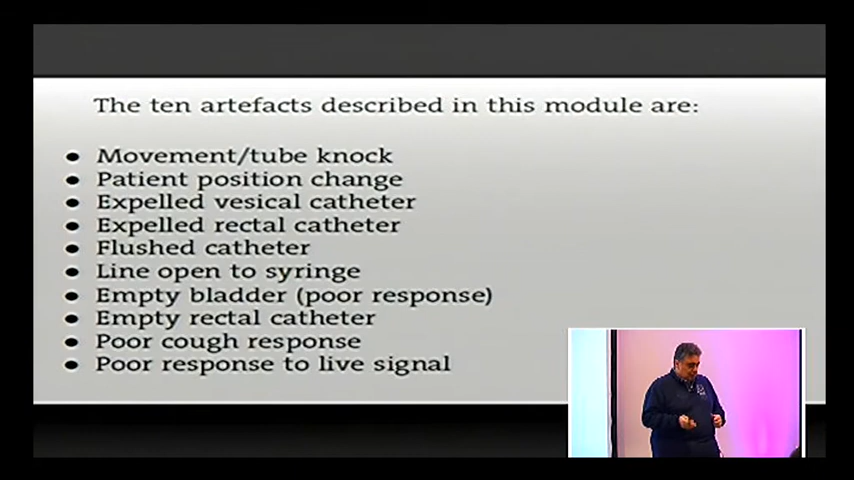 The ten artefacts described in this module are:
● Movement/tube knock
● Patient position change
● Expelled vesical catheter
● Expelled rectal catheter
● Flushed catheter
● Line open to syringe
● Empty bladder (poor response)
● Empty rectal catheter
● Poor cough response
● Poor response to live signal